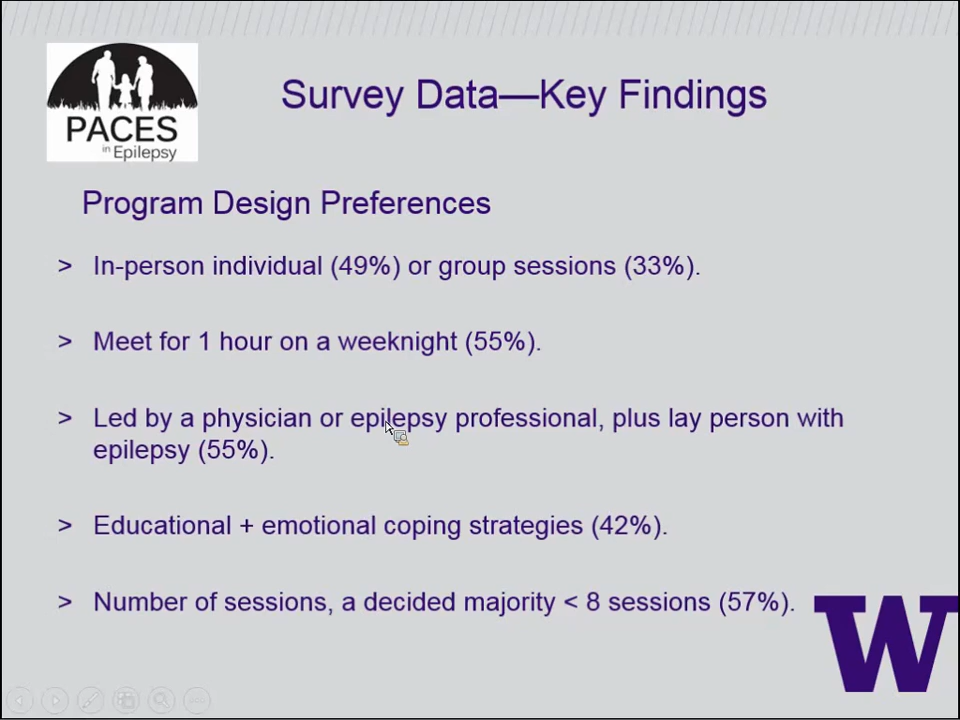 PACES
in Epilepsy
Survey Data—Key Findings
Program Design Preferences
> In-person individual (49%) or group sessions (33%).
> Meet for 1 hour on a weeknight (55%).
> Led by a physician or epilepsy professional, plus lay person with
epilepsy (55%).
> Educational + emotional coping strategies (42%).
> Number of sessions, a decided majority < 8 sessions (57%).
W